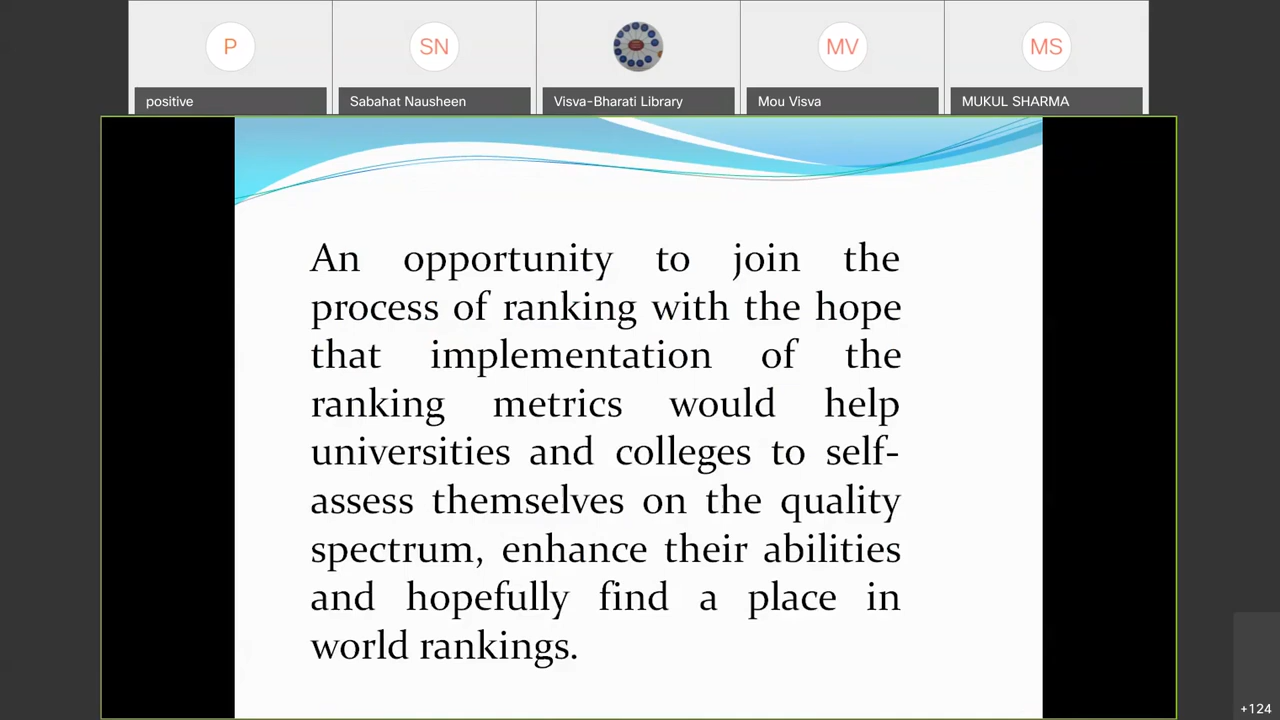 P
SN
MV
MS
positive
Sabahat Nausheen
Visva-Bharati Library
Mou Visva
MUKUL SHARMA
An opportunity to join the
process of ranking with the hope
that implementation of the
ranking metrics would help
universities and colleges to self-
assess themselves on the quality
spectrum, enhance their abilities
and hopefully find a place in
world rankings.
+124